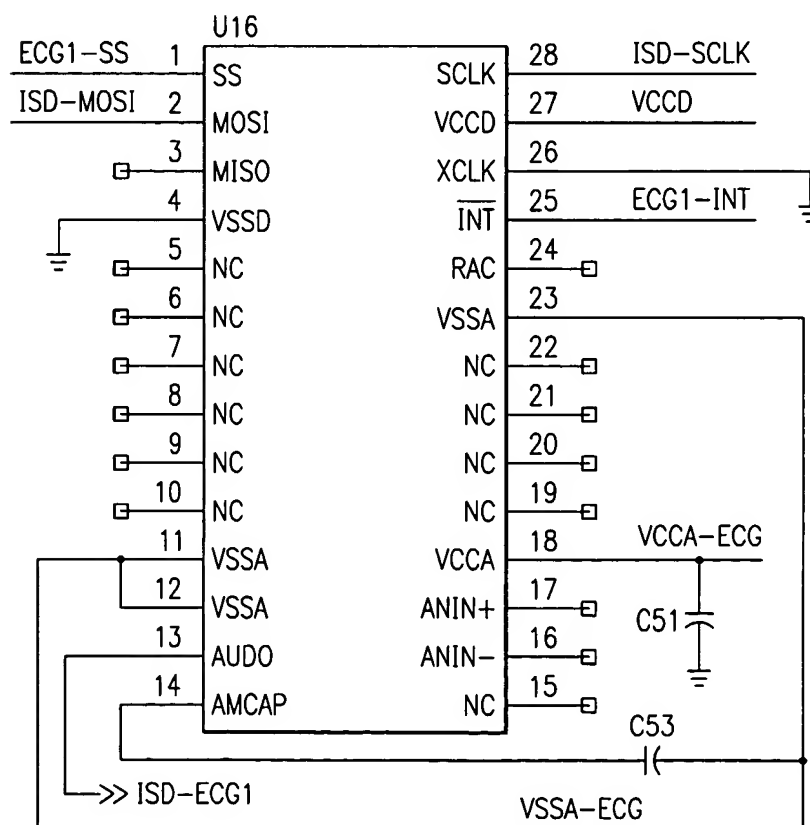 U16
ECG1-SS 1 SS SCLK 28 ISD-SCLK
ISD-MOSI 2 MOSI VCCD 27 VCCD
3 MISO XCLK 26
4 VSSD INT 25 ECG1-INT
5 NC RAC 24
6 NC VSSA 23
7 NC NC 22
8 NC NC 21
9 NC NC 20
10 NC NC 19
11 VSSA VCCA 18 VCCA-ECG
12 VSSA ANIN+ 17 C51
13 AUDO ANIN- 16
14 AMCAP NC 15
C53
ISD-ECG1
VSSA-ECG